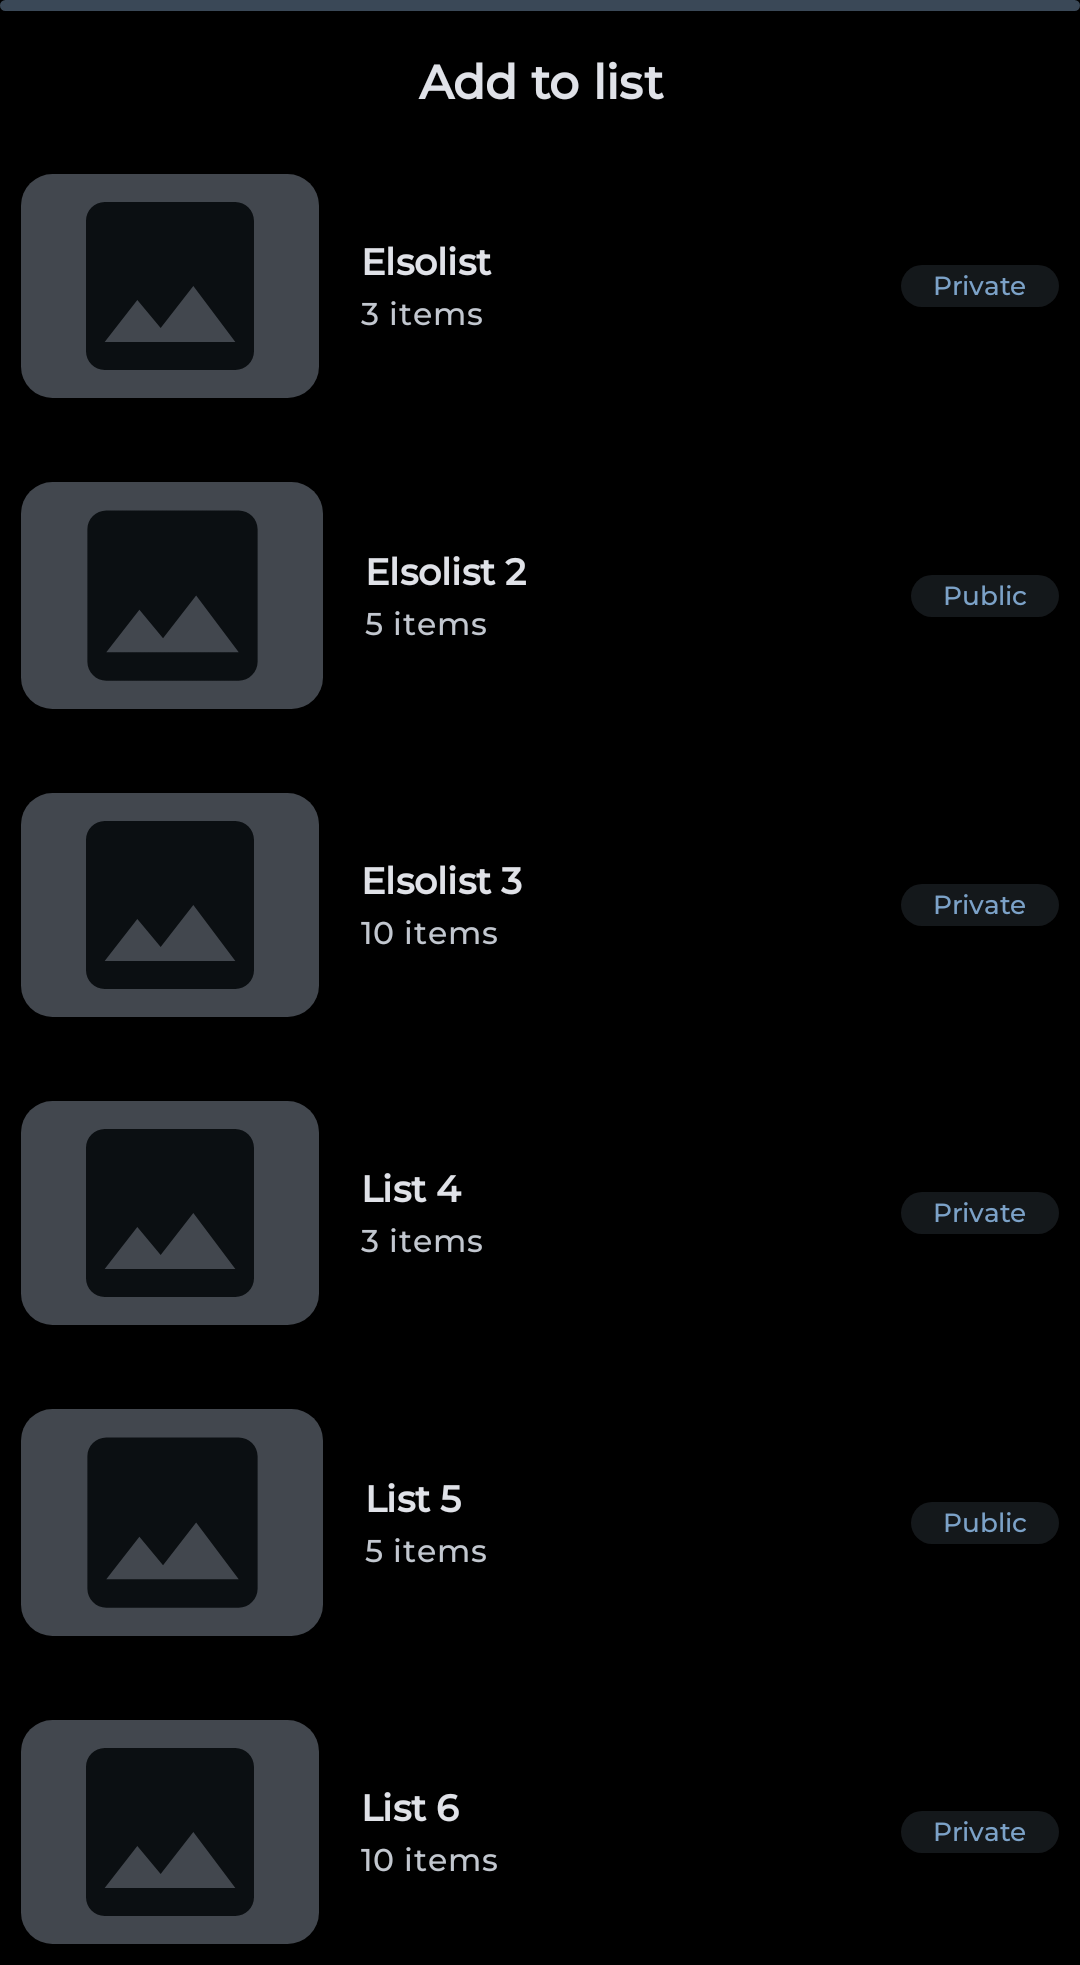 Add to list
Elsolist
3 items
Private
Elsolist 2
5 items
Public
Elsolist 3
10 items
Private
List 4
3 items
Private
List 5
5 items
Public
List 6
10 items
Private